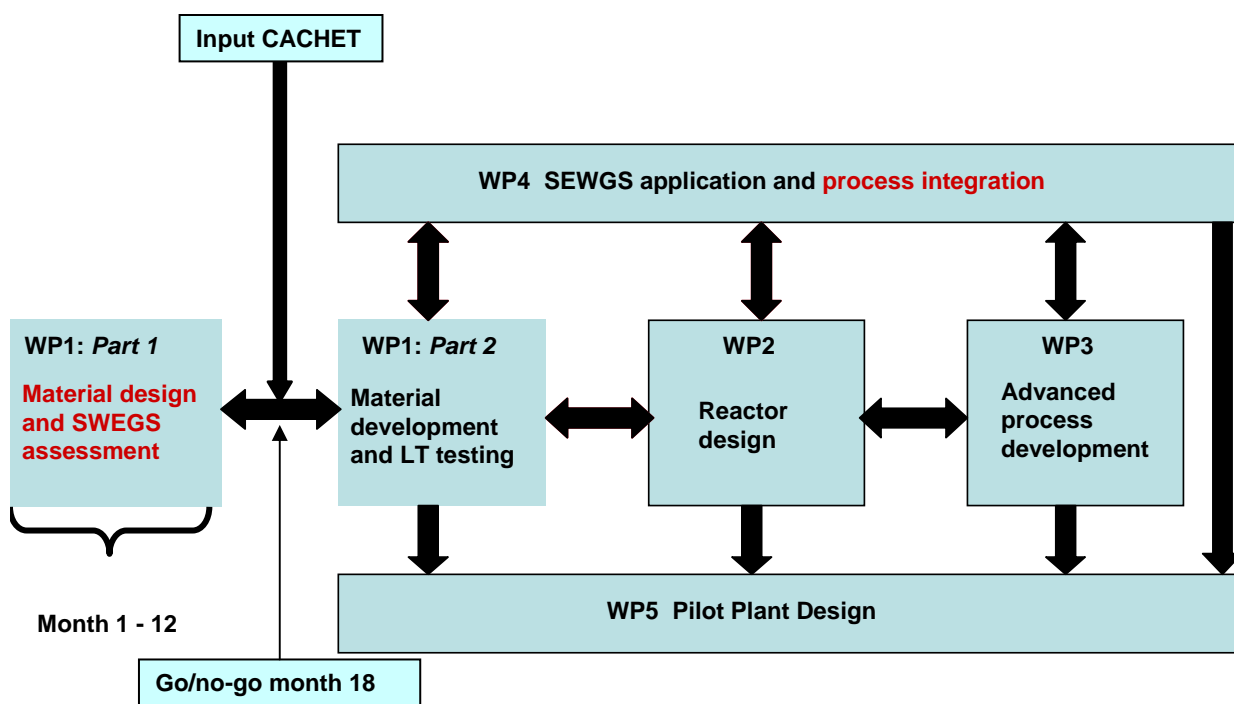 Input CACHET
WP4 SEWGS application and process integration
WP1: Part 1
Material design
and SWEGS
assessment
WP1: Part 2
Material
development
and LT testing
WP2
Reactor
design
WP3
Advanced
process
development
WP5 Pilot Plant Design
Month 1 - 12
Go/no-go month 18